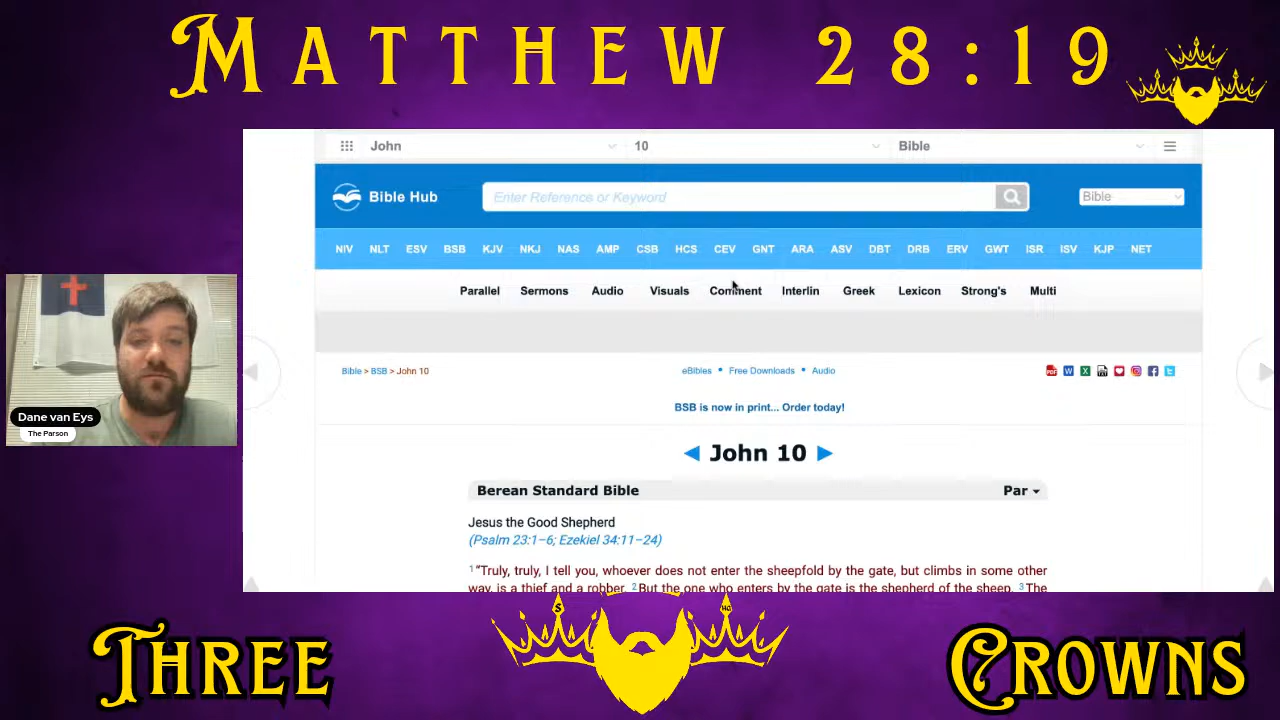 MATTHEW 28:19
John 10 Bible
Bible Hub Enter Reference or Keyword Bible
NIV NLT ESV BSB KJV NKJ NAS AMP CSB HCS CEV GNT ARA ASV DBT DRB ERV GWT ISR ISV KJP NET
Parallel Sermons Audio Visuals Comment Interlin Greek Lexicon Strong's Multi
Bible > BSB > John 10 eBibles • Free Downloads • Audio
BSB is now in print... Order today!
◄ John 10 ►
Berean Standard Bible Par
Jesus the Good Shepherd
(Psalm 23:1–6; Ezekiel 34:11–24)
1“Truly, truly, I tell you, whoever does not enter the sheepfold by the gate, but climbs in some other
way, is a thief and a robber. 2But the one who enters by the gate is the shepherd of the sheep. 3The
Dane van Eys
The Parson
THREE CROWNS